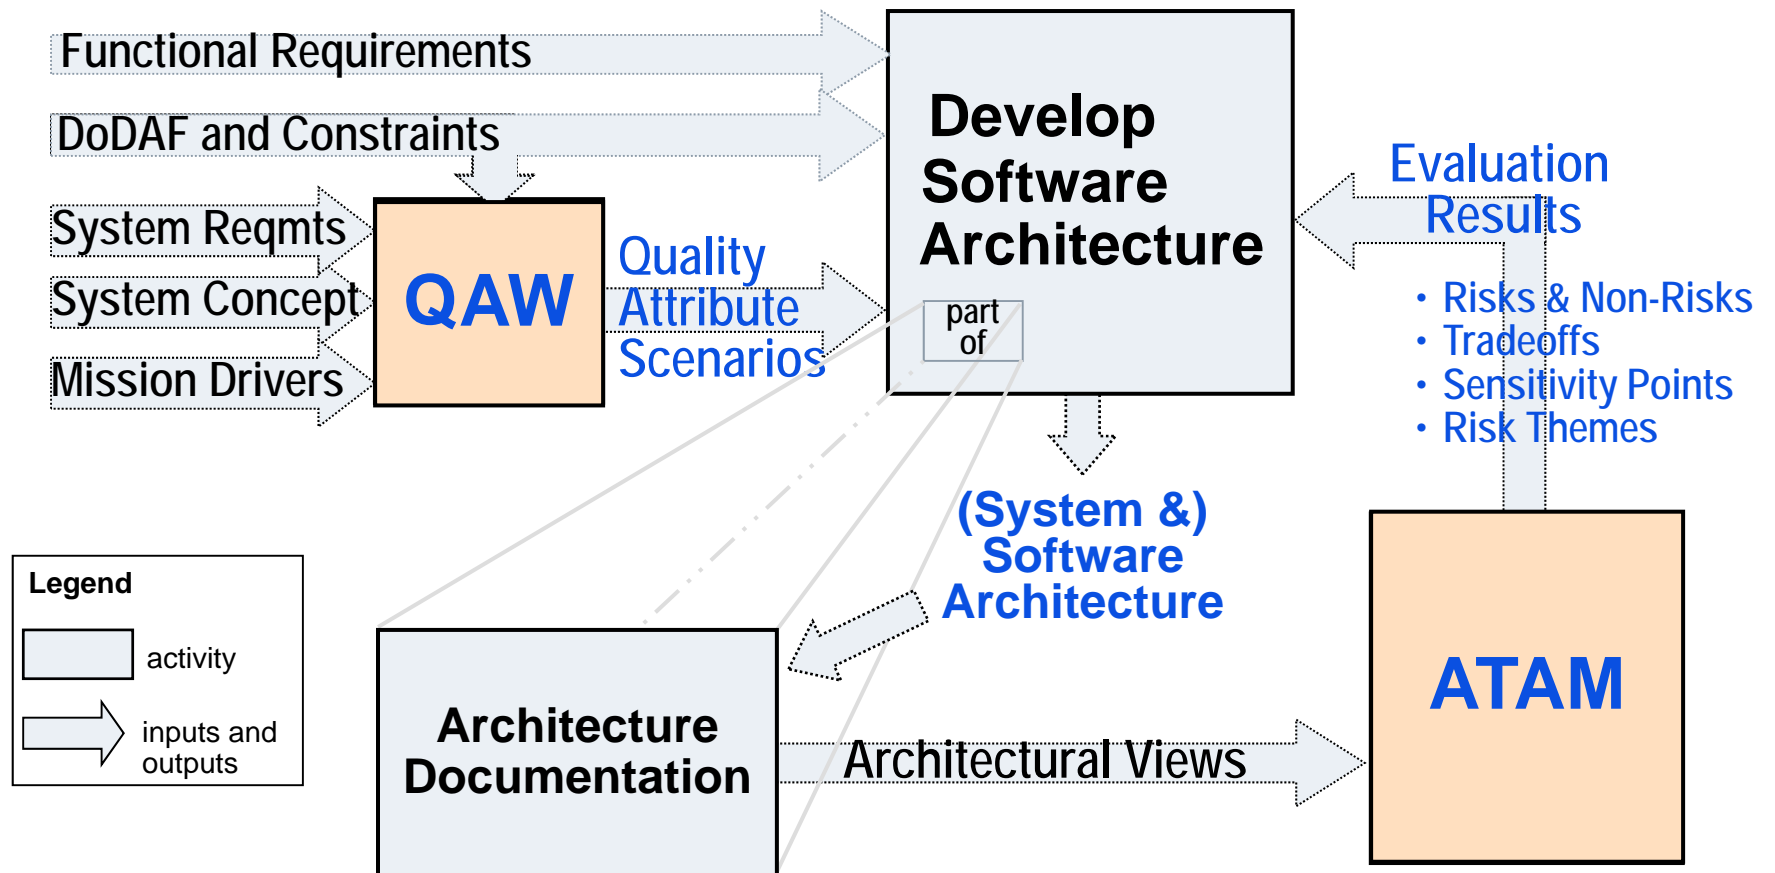 Functional Requirements
DoDAF and Constraints
System Reqmts
System Concept
Mission Drivers
QAW
Quality
Attribute
Scenarios
Develop
Software
Architecture
part
of
Evaluation
Results
• Risks & Non-Risks
• Tradeoffs
• Sensitivity Points
• Risk Themes
(System &)
Software
Architecture
Legend
activity
inputs and
outputs
Architecture
Documentation
Architectural Views
ATAM